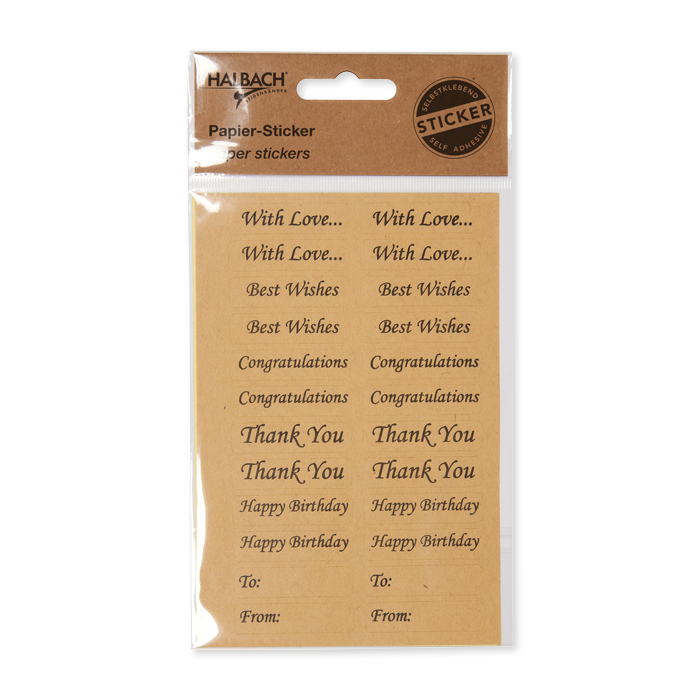 HALBACH
SEIDENBÄNDER
Papier-Sticker
paper stickers
SELBSTKLEBEND
STICKER
SELF ADHESIVE
With Love... With Love...
With Love... With Love...
Best Wishes Best Wishes
Best Wishes Best Wishes
Congratulations Congratulations
Congratulations Congratulations
Thank You Thank You
Thank You Thank You
Happy Birthday Happy Birthday
Happy Birthday Happy Birthday
To: To:
From: From: